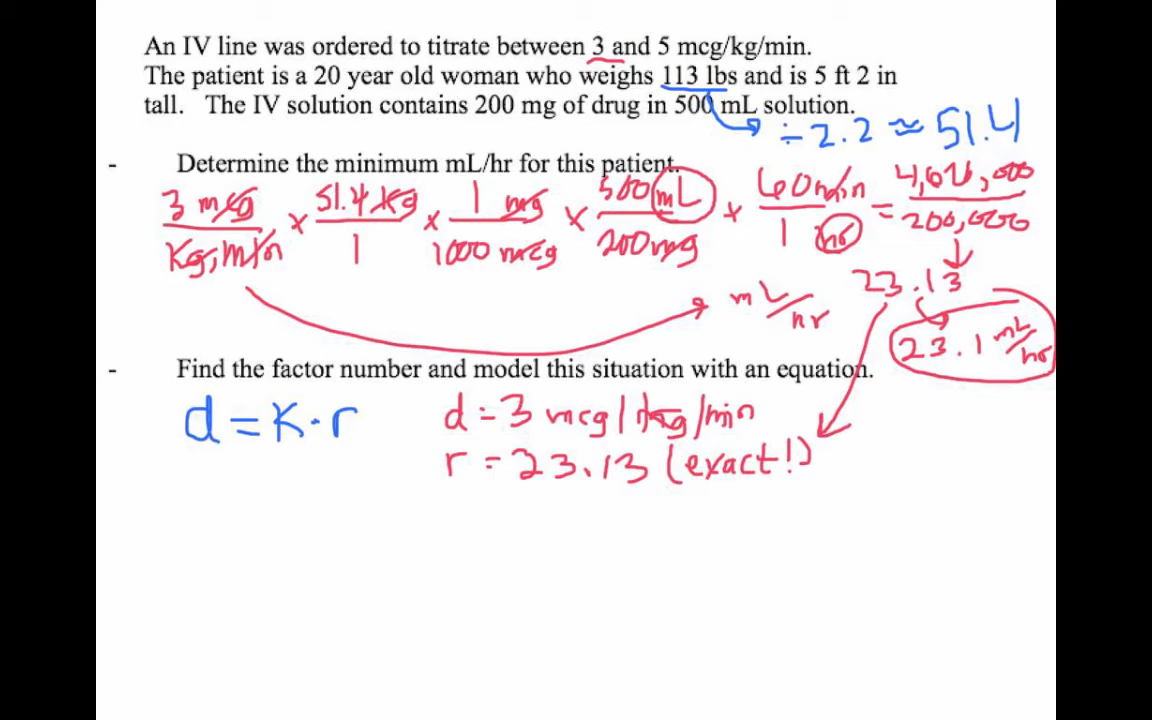 An IV line was ordered to titrate between 3 and 5 mcg/kg/min.
The patient is a 20 year old woman who weighs 113 lbs and is 5 ft 2 in
tall. The IV solution contains 200 mg of drug in 500 mL solution.
÷ 2.2 ≈ 51.4
- Determine the minimum mL/hr for this patient.
3 mcg/kg/min × 51.4 kg/1 × 1 mg/1000 mcg × 500 mL/200 mg × 60 min/1 hr = 4,626,000/200,000
23.13
mL/hr
23.1 mL/hr
- Find the factor number and model this situation with an equation.
d = K · r d = 3 mcg/kg/min
r = 23.13 (exact!)